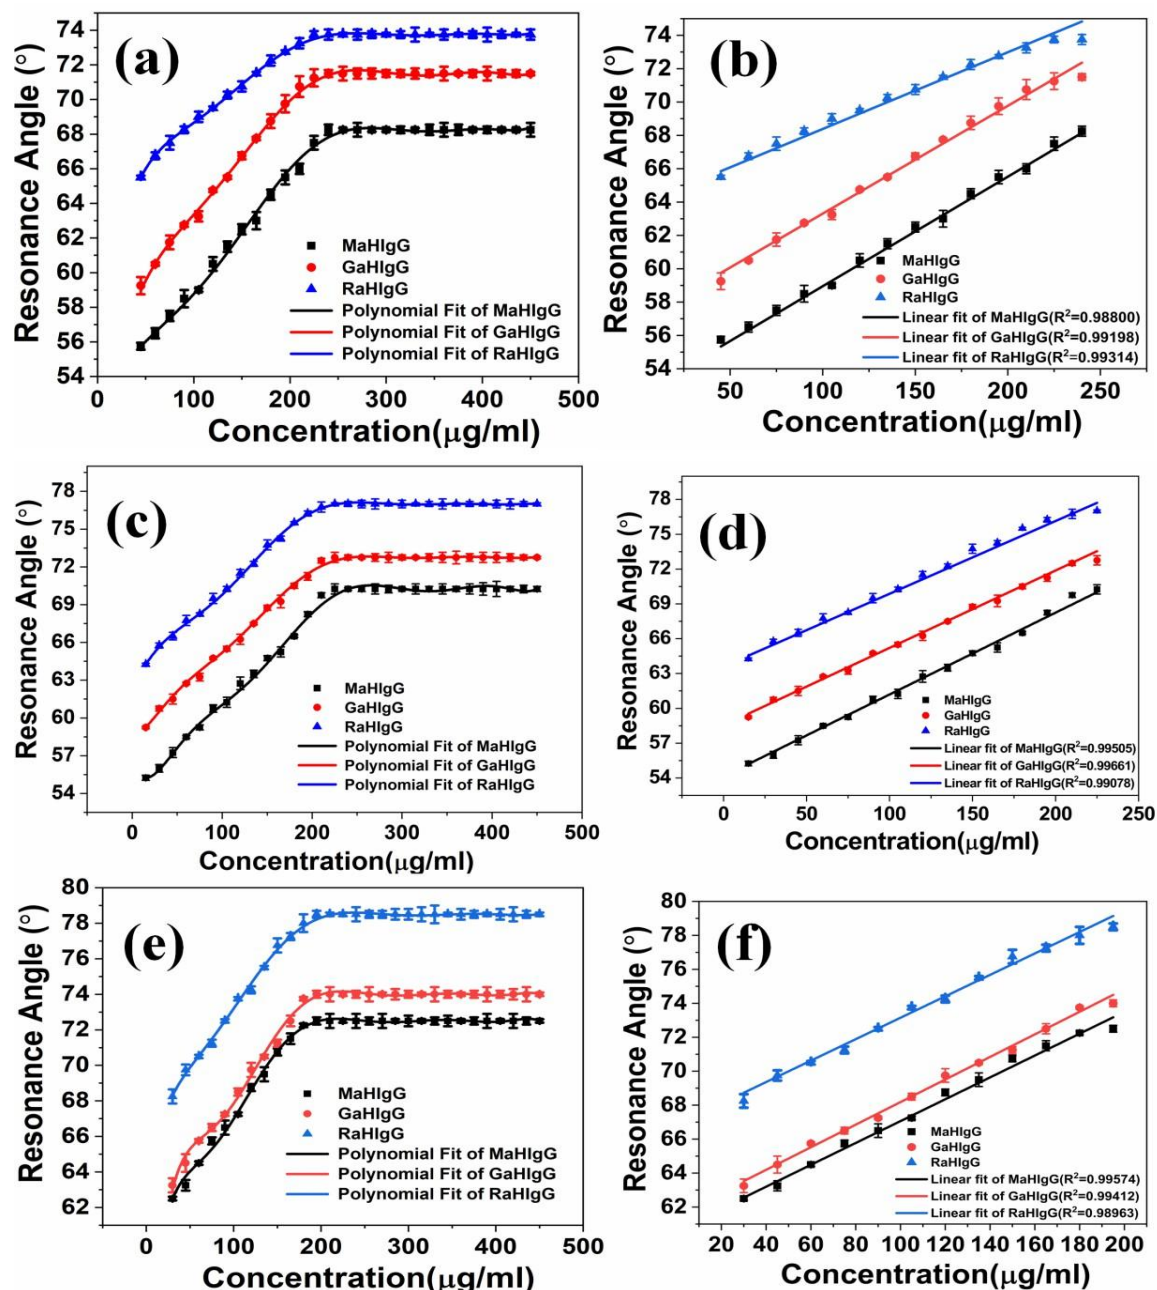 (a)
Resonance Angle (°)
74
72
70
68
66
64
62
60
58
56
54
MaHIgG
GaHIgG
RaHIgG
Polynomial Fit of MaHIgG
Polynomial Fit of GaHIgG
Polynomial Fit of RaHIgG
0 100 200 300 400 500
Concentration(μg/ml)
(b)
Resonance Angle (°)
74
72
70
68
66
64
62
60
58
56
54
MaHIgG
GaHIgG
RaHIgG
Linear fit of MaHIgG(R²=0.98800)
Linear fit of GaHIgG(R²=0.99198)
Linear fit of RaHIgG(R²=0.99314)
50 100 150 200 250
Concentration(μg/ml)
(c)
Resonance Angle (°)
78
75
72
69
66
63
60
57
54
MaHIgG
GaHIgG
RaHIgG
Polynomial Fit of MaHIgG
Polynomial Fit of GaHIgG
Polynomial Fit of RaHIgG
0 100 200 300 400 500
Concentration(μg/ml)
(d)
Resonance Angle (°)
78
75
72
69
66
63
60
57
54
MaHIgG
GaHIgG
RaHIgG
Linear fit of MaHIgG(R²=0.99505)
Linear fit of GaHIgG(R²=0.99661)
Linear fit of RaHIgG(R²=0.99078)
0 50 100 150 200 250
Concentration(μg/ml)
(e)
Resonance Angle (°)
80
78
76
74
72
70
68
66
64
62
MaHIgG
GaHIgG
RaHIgG
Polynomial Fit of MaHIgG
Polynomial Fit of GaHIgG
Polynomial Fit of RaHIgG
0 100 200 300 400 500
Concentration(μg/ml)
(f)
Resonance Angle (°)
80
78
76
74
72
70
68
66
64
62
MaHIgG
GaHIgG
RaHIgG
Linear fit of MaHIgG(R²=0.99574)
Linear fit of GaHIgG(R²=0.99412)
Linear fit of RaHIgG(R²=0.98963)
20 40 60 80 100 120 140 160 180 200
Concentration(μg/ml)